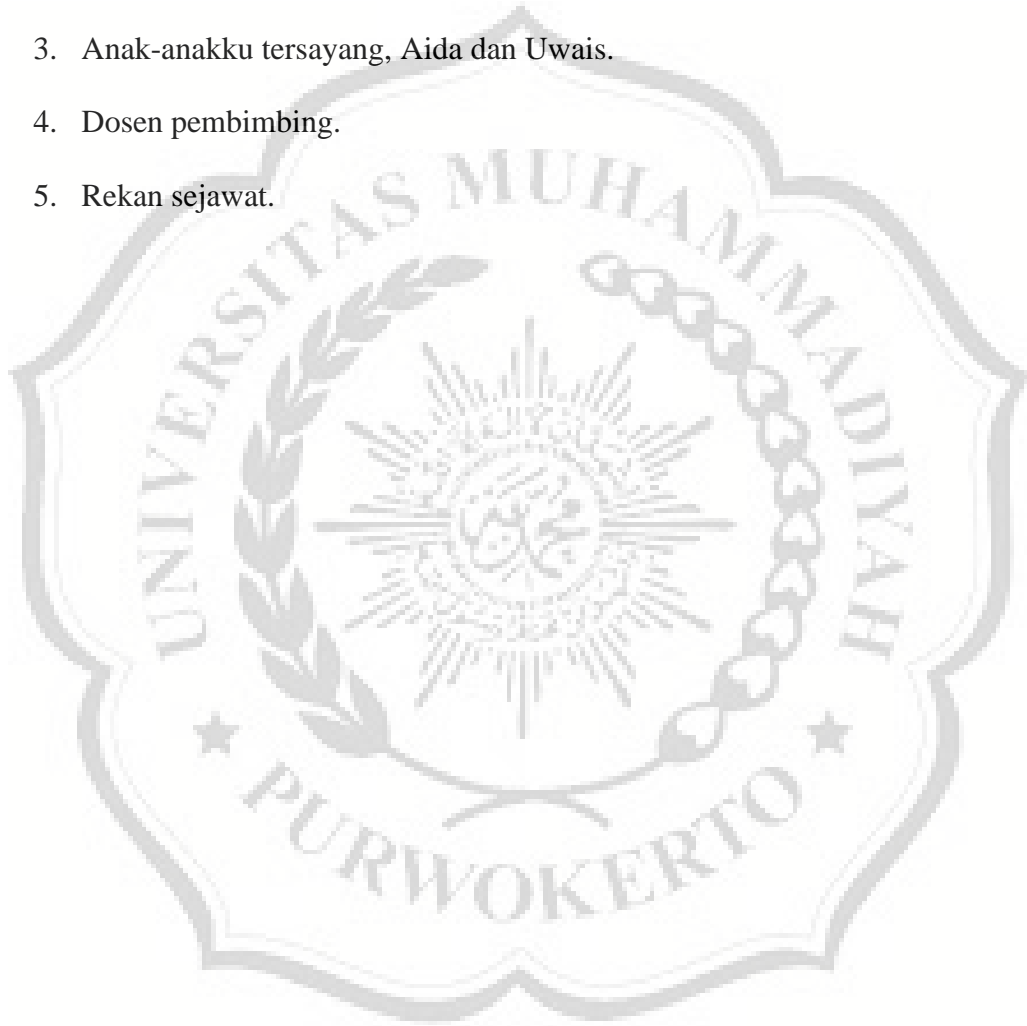 3. Anak-anakku tersayang, Aida dan Uwais.
4. Dosen pembimbing.
5. Rekan sejawat.
UNIVERSITAS MUHAMMADIYAH
PURWOKERTO